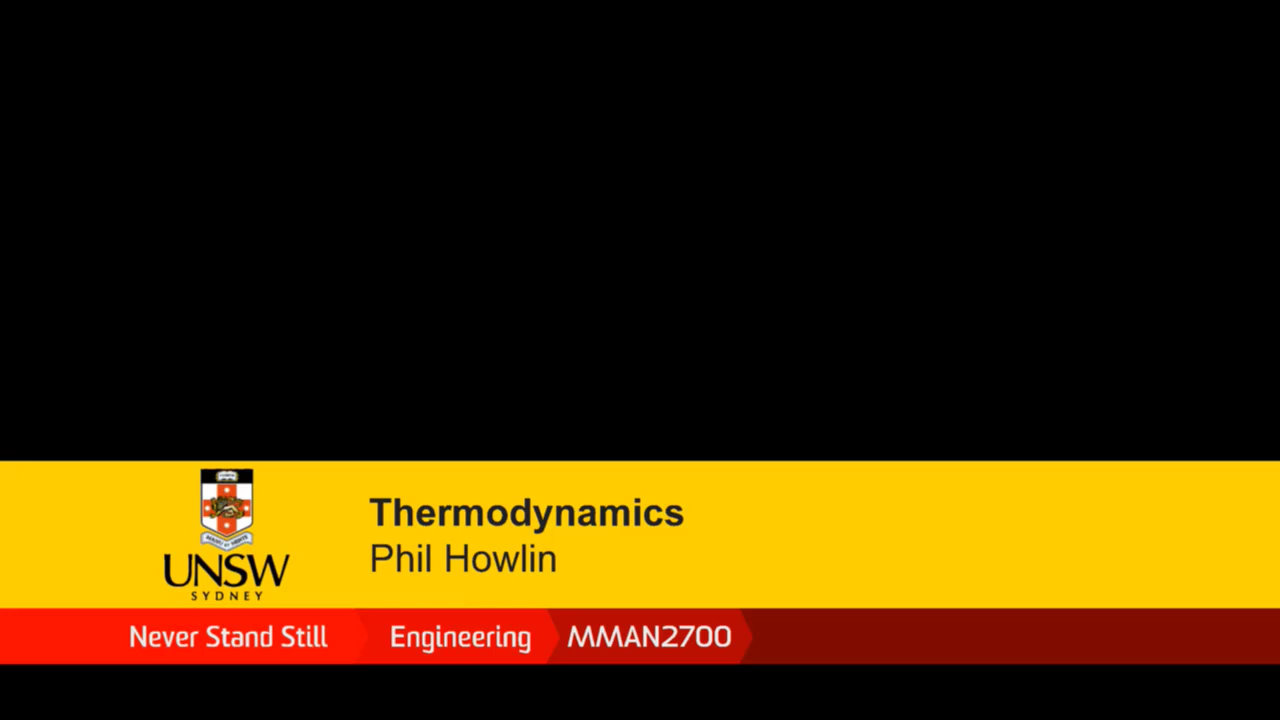 Thermodynamics
Phil Howlin
UNSW
SYDNEY
Never Stand Still
Engineering
MMAN2700